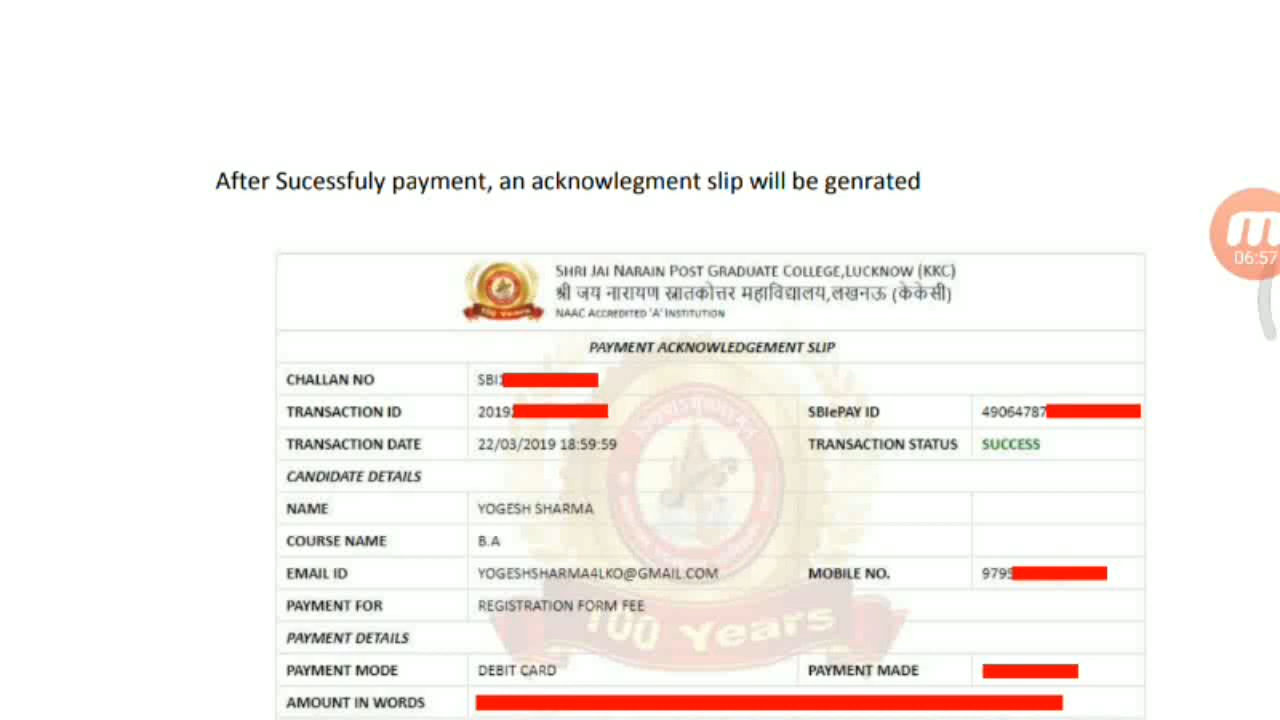 After Sucessfuly payment, an acknowlegment slip will be genrated
SHRI JAI NARAIN POST GRADUATE COLLEGE,LUCKNOW (KKC)
श्री जय नारायण स्नातकोत्तर महाविद्यालय,लखनऊ (केकेसी)
NAAC ACCREDITED 'A' INSTITUTION
100 Years
06:57
PAYMENT ACKNOWLEDGEMENT SLIP
CHALLAN NO SBI
TRANSACTION ID 2019 SBIePAY ID 49064787
TRANSACTION DATE 22/03/2019 18:59:59 TRANSACTION STATUS SUCCESS
CANDIDATE DETAILS
NAME YOGESH SHARMA
COURSE NAME B.A
EMAIL ID YOGESHSHARMA4LKO@GMAIL.COM MOBILE NO. 979
PAYMENT FOR REGISTRATION FORM FEE
100 Years
PAYMENT DETAILS
PAYMENT MODE DEBIT CARD PAYMENT MADE
AMOUNT IN WORDS